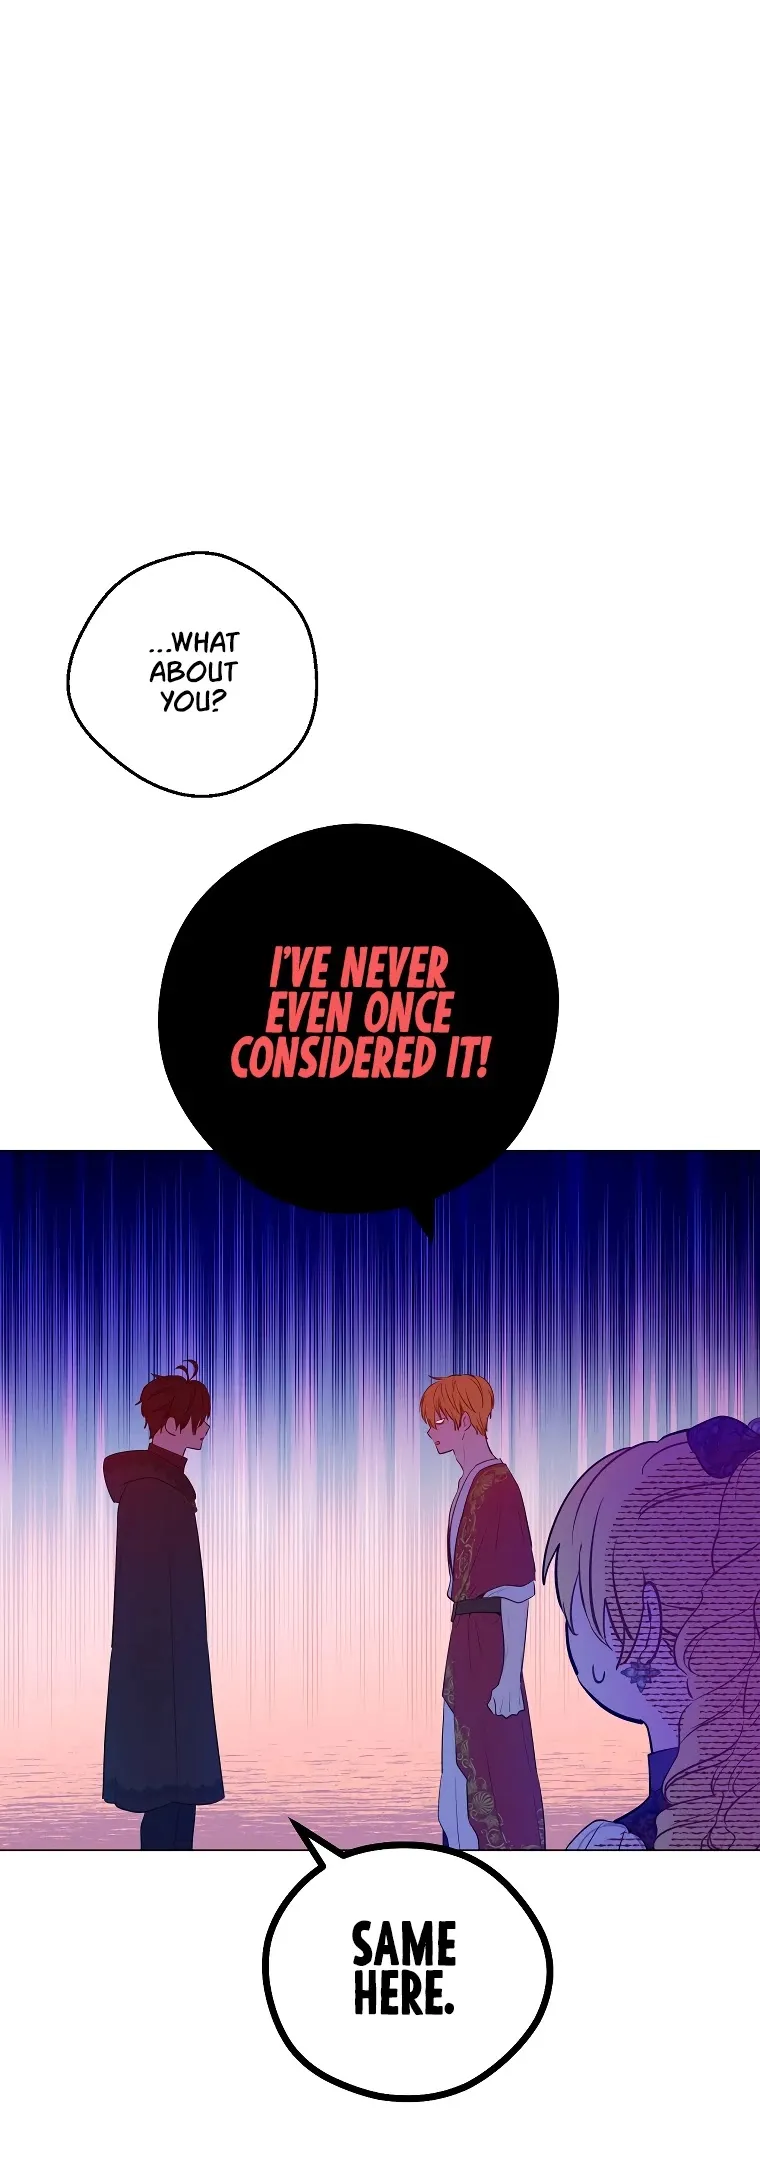 ...WHAT
ABOUT
YOU?
I'VE NEVER
EVEN ONCE
CONSIDERED IT!
SAME
HERE.